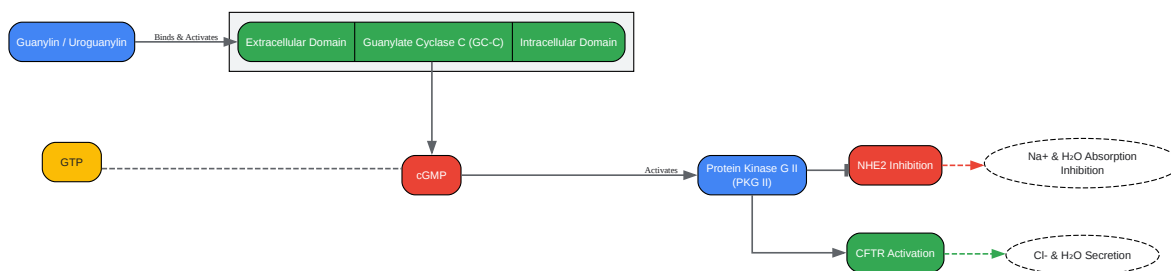 Guanylin / Uroguanylin
Binds & Activates
Extracellular Domain
Guanylate Cyclase C (GC-C)
Intracellular Domain
GTP
cGMP
Activates
Protein Kinase G II
(PKG II)
NHE2 Inhibition
Na+ & H₂O Absorption
Inhibition
CFTR Activation
Cl- & H₂O Secretion